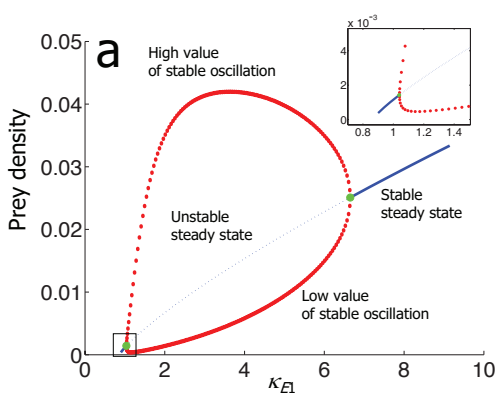 a
High value
of stable oscillation
Unstable
steady state
Stable
steady state
Low value
of stable oscillation
Prey density
0.05
0.04
0.03
0.02
0.01
0
0
2
4
6
8
10
κE1
x 10⁻³
4
2
0
0.8
1
1.2
1.4